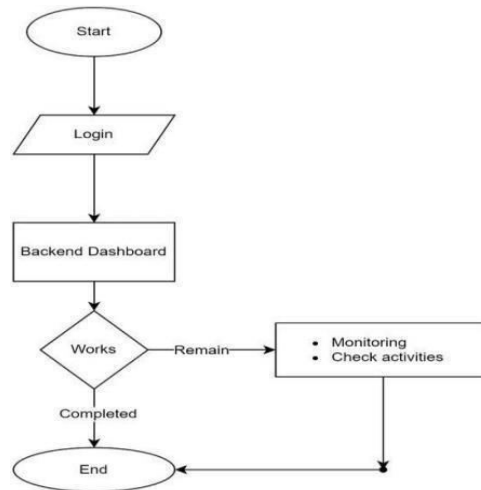 Start
Login
Backend Dashboard
Works
Remain
• Monitoring
• Check activities
Completed
End